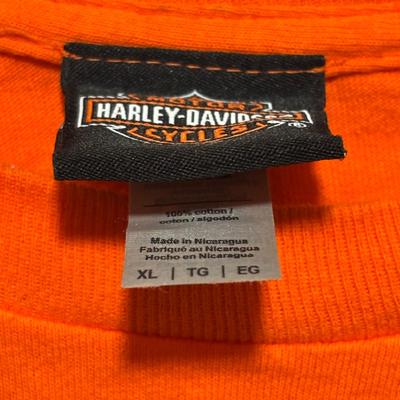 MOTOR
HARLEY-DAVIDSON
CYCLES ®
100% cotton /
coton / algodón
Made in Nicaragua
Fabriqué au Nicaragua
Hecho en Nicaragua
XL | TG | EG